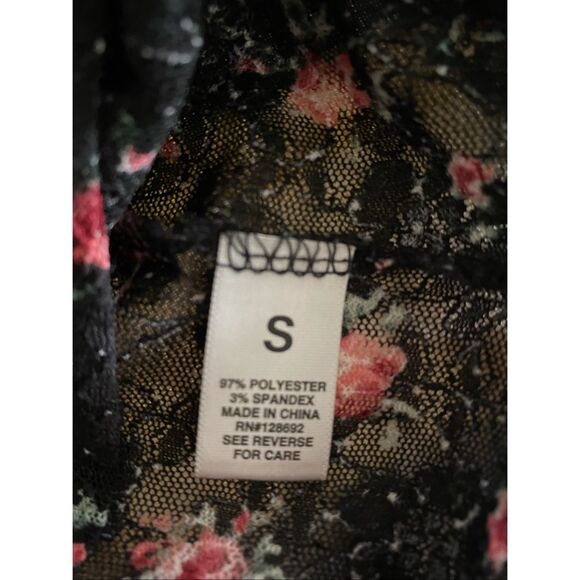 S
97% POLYESTER
3% SPANDEX
MADE IN CHINA
RN#128692
SEE REVERSE
FOR CARE